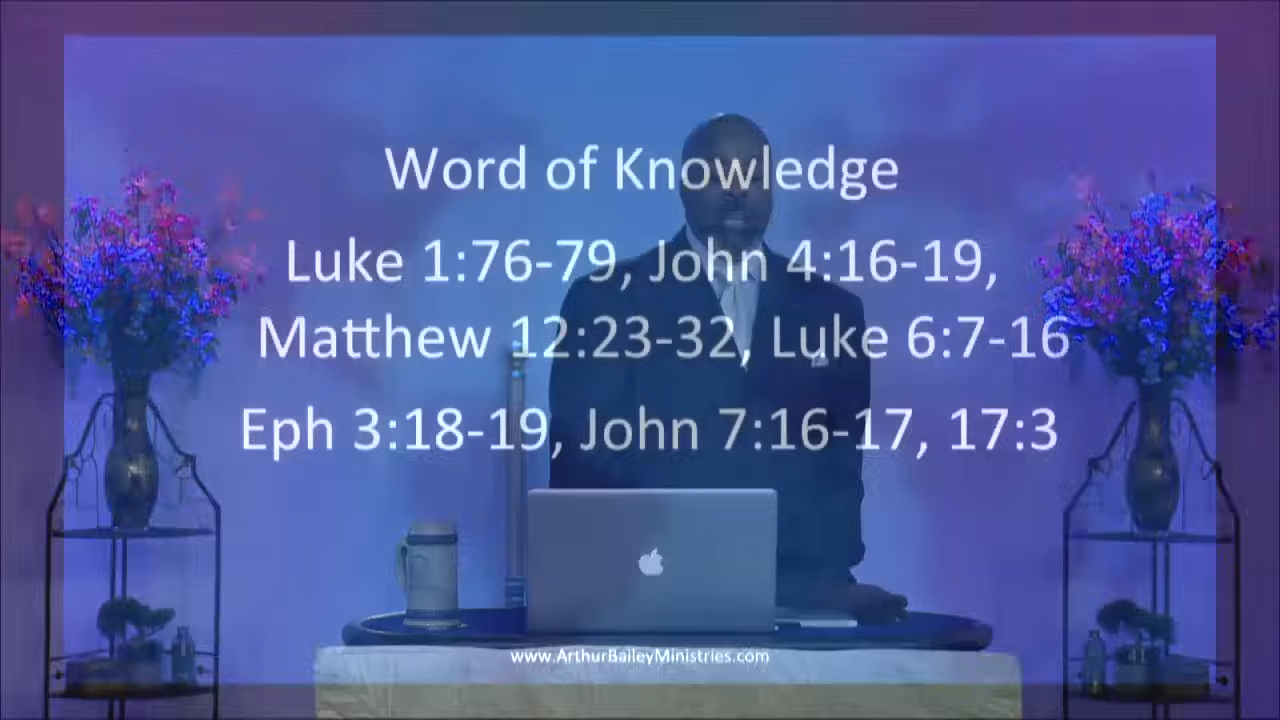 Word of Knowledge
Luke 1:76-79, John 4:16-19,
Matthew 12:23-32, Luke 6:7-16
Eph 3:18-19, John 7:16-17, 17:3
www.ArthurBaileyMinistries.com
41